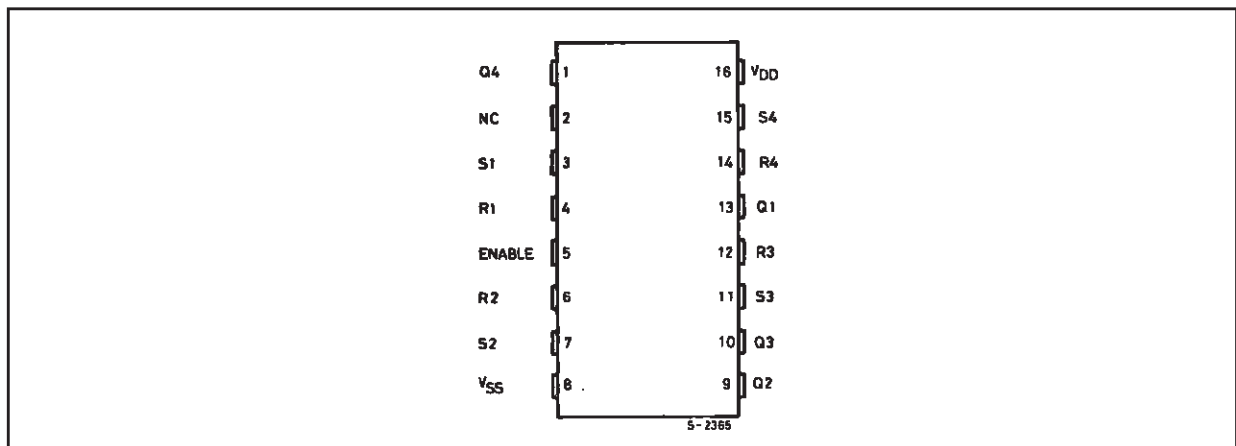 Q4 1 16 VDD
NC 2 15 S4
S1 3 14 R4
R1 4 13 Q1
ENABLE 5 12 R3
R2 6 11 S3
S2 7 10 Q3
VSS 8 9 Q2
S-2365